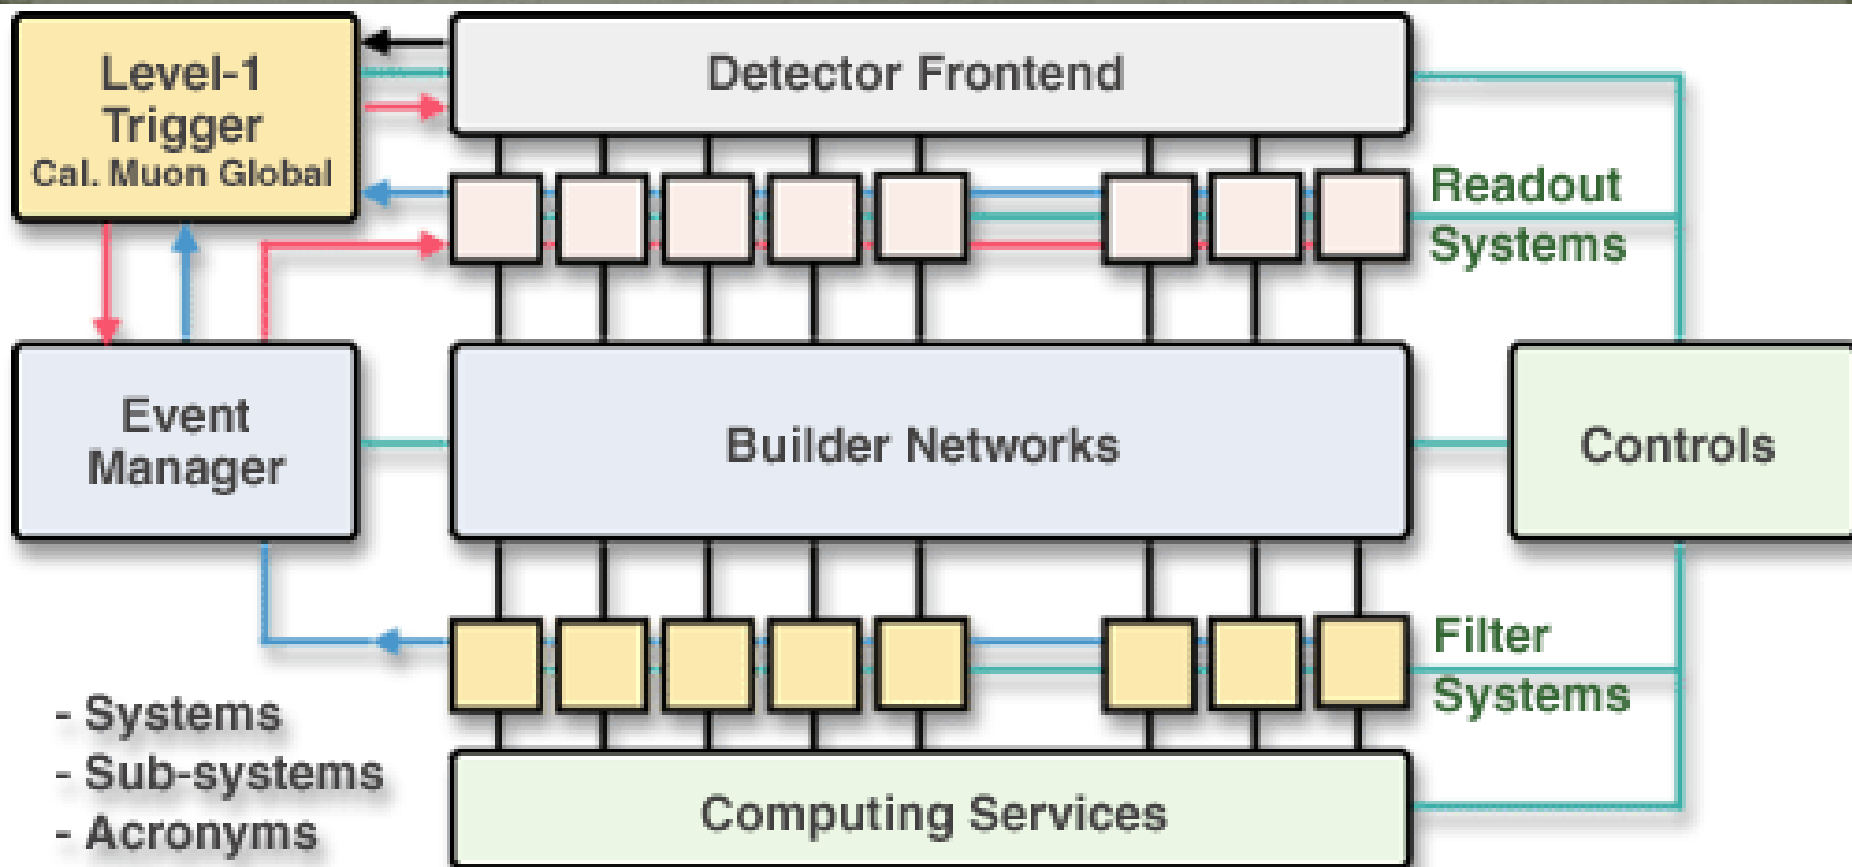 Level-1
Trigger
Cal. Muon Global
Detector Frontend
Readout
Systems
Event
Manager
Builder Networks
Controls
Filter
Systems
- Systems
- Sub-systems
- Acronyms
Computing Services